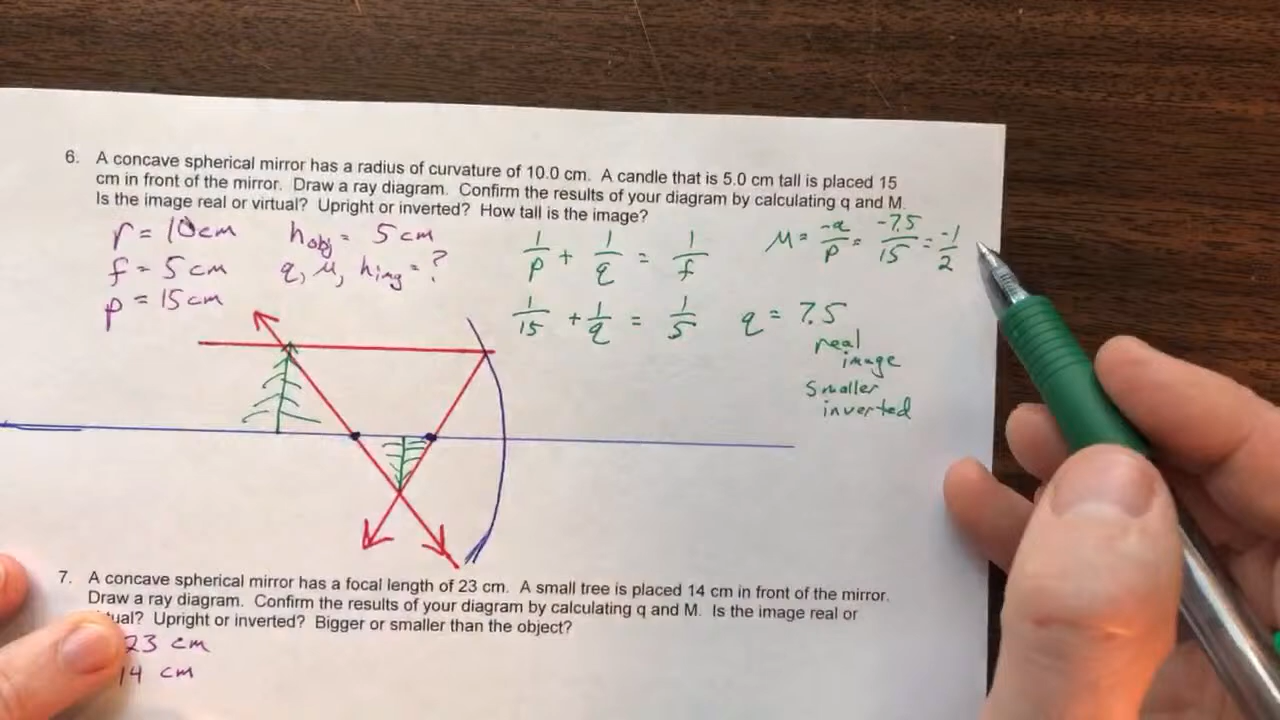 6. A concave spherical mirror has a radius of curvature of 10.0 cm. A candle that is 5.0 cm tall is placed 15
cm in front of the mirror. Draw a ray diagram. Confirm the results of your diagram by calculating q and M.
Is the image real or virtual? Upright or inverted? How tall is the image?
r = 10cm
f = 5cm
p = 15cm
hobj = 5cm
q, M, himg = ?
1/p + 1/q = 1/f
1/15 + 1/q = 1/5
M = -q/p = -7.5/15 = -1/2
q = 7.5
real
image
smaller
inverted
7. A concave spherical mirror has a focal length of 23 cm. A small tree is placed 14 cm in front of the mirror.
Draw a ray diagram. Confirm the results of your diagram by calculating q and M. Is the image real or
tual? Upright or inverted? Bigger or smaller than the object?
23 cm
14 cm